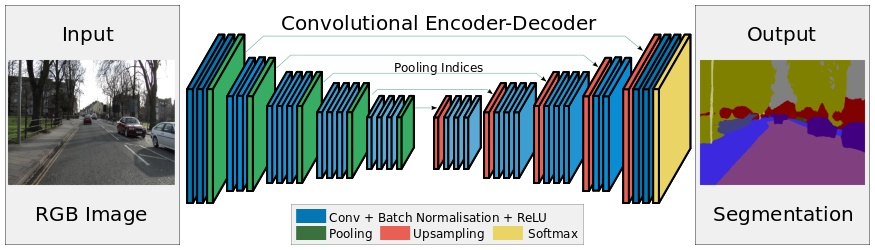 Input
Convolutional Encoder-Decoder
Output
Pooling Indices
RGB Image
Segmentation
Conv + Batch Normalisation + ReLU
Pooling Upsampling Softmax